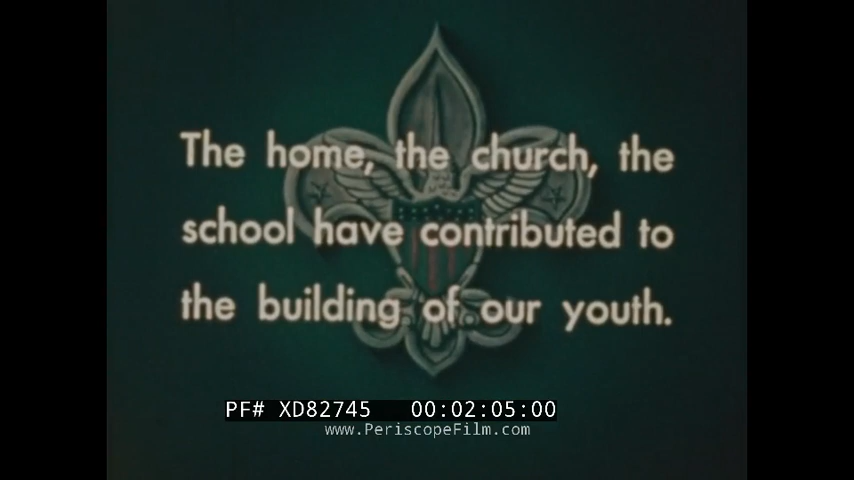 The home, the church, the
school have contributed to
the building of our youth.
PF# XD82745 00:02:05:00
www.PeriscopeFilm.com